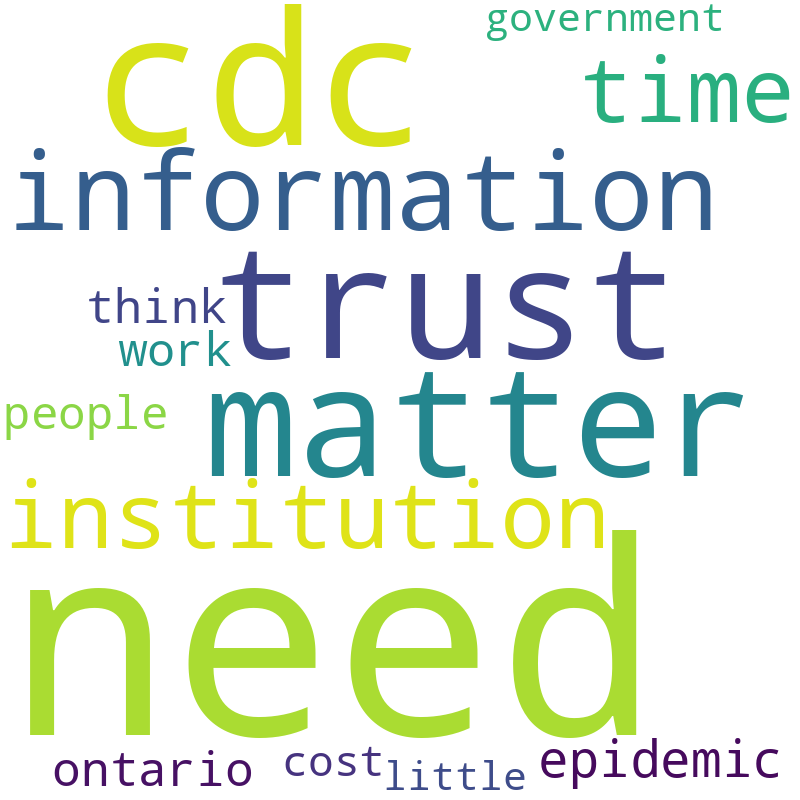 government
cdc
time
information
trust
think
work
matter
people
institution
need
ontario
cost
little
epidemic